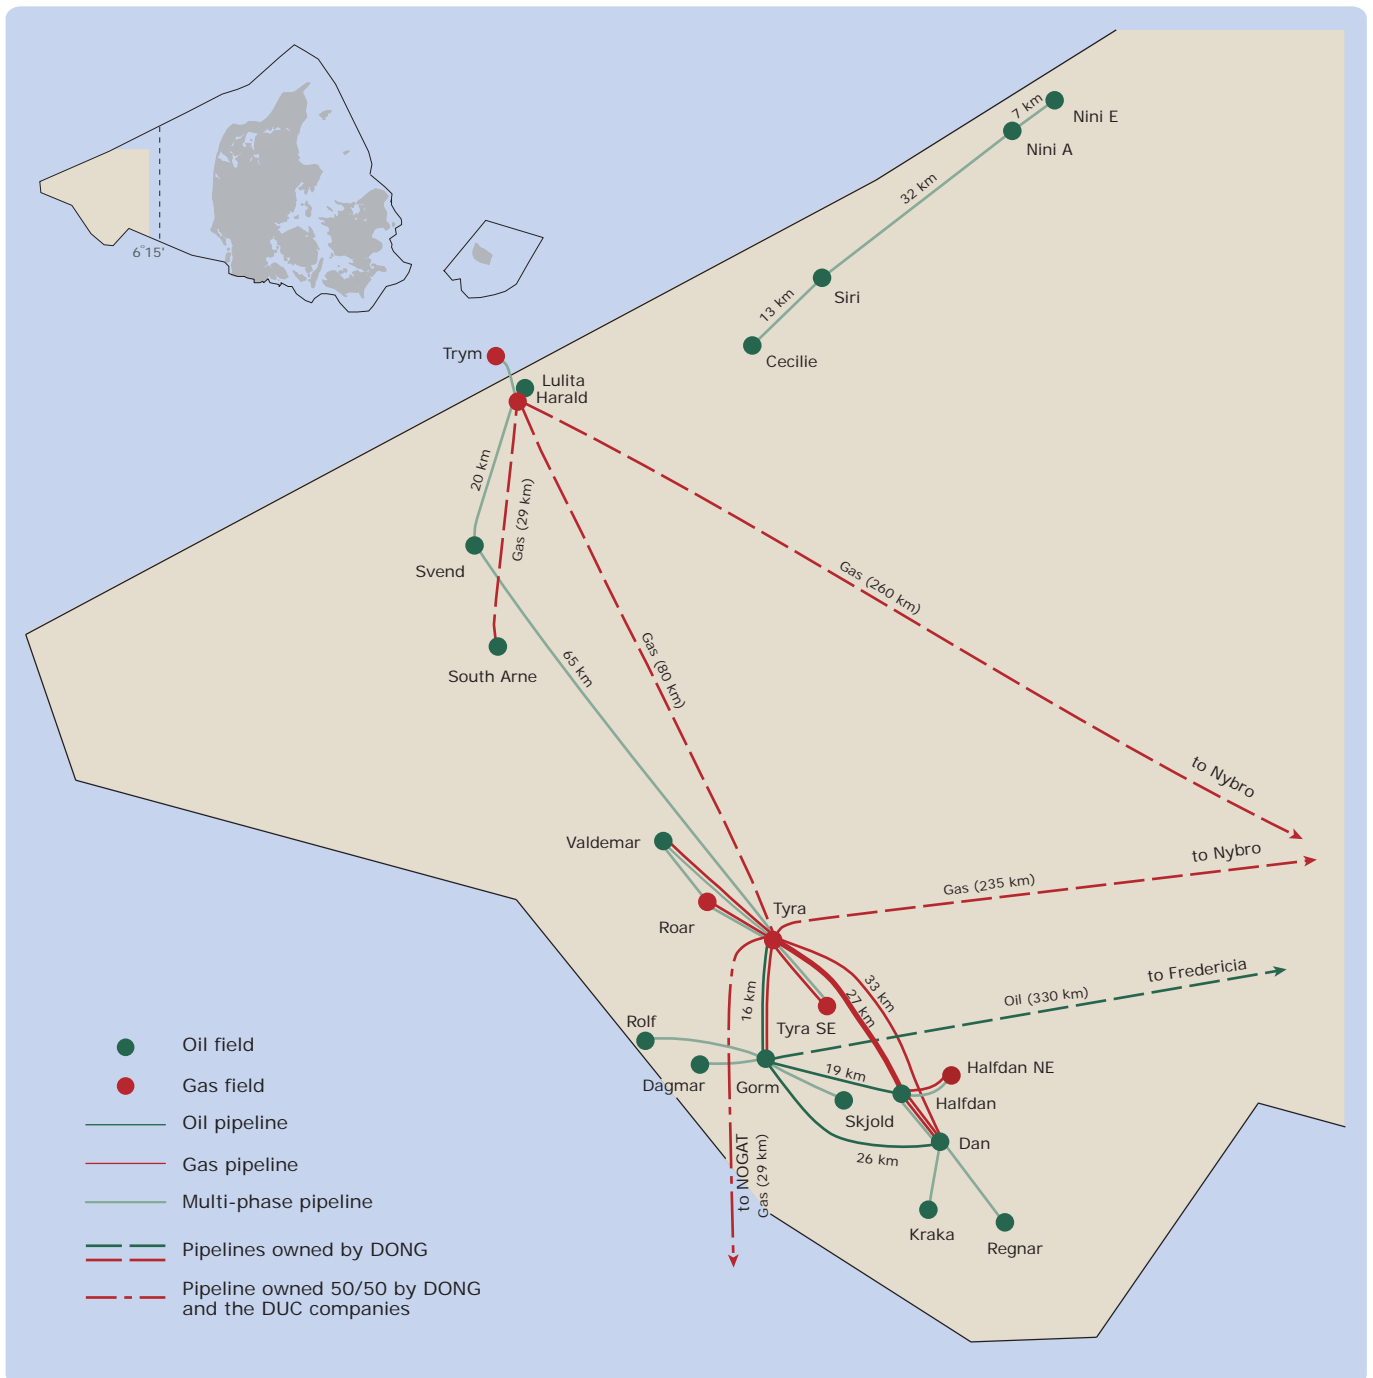 7 km
Nini E
Nini A
32 km
6°15'
13 km
Siri
Cecilie
Trym
Lulita
Harald
20 km
Gas (29 km)
Svend
Gas (260 km)
65 km
Gas (80 km)
South Arne
to Nybro
Valdemar
to Nybro
Gas (235 km)
Tyra
Roar
to Fredericia
Oil (330 km)
33 km
27 km
16 km
Rolf
Tyra SE
Oil field
19 km
Halfdan NE
Gas field
Dagmar
Gorm
Halfdan
Skjold
Oil pipeline
Dan
26 km
Gas pipeline
to NOGAT
Gas (29 km)
Multi-phase pipeline
Kraka
Regnar
Pipelines owned by DONG
Pipeline owned 50/50 by DONG
and the DUC companies